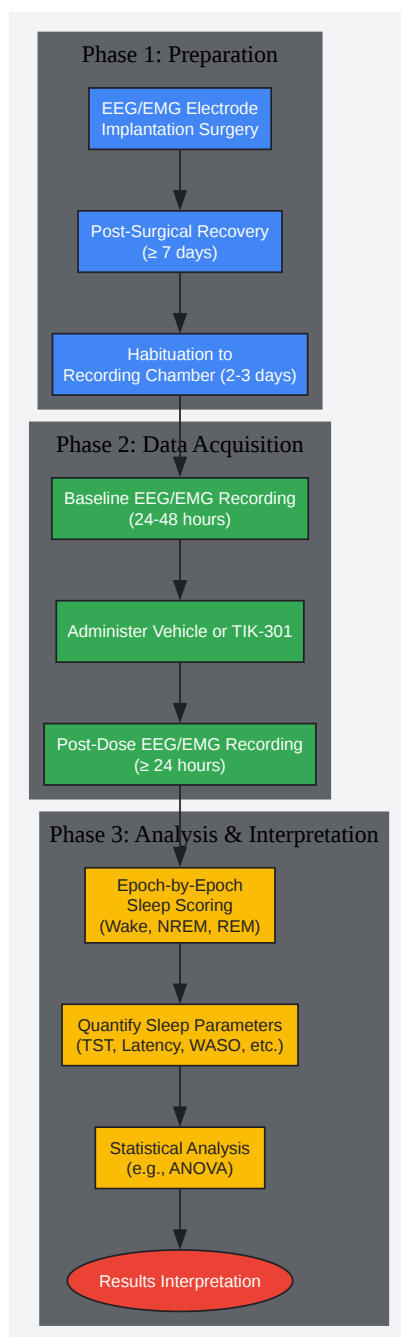 Phase 1: Preparation
EEG/EMG Electrode
Implantation Surgery
Post-Surgical Recovery
(≥ 7 days)
Habituation to
Recording Chamber (2-3 days)
Phase 2: Data Acquisition
Baseline EEG/EMG Recording
(24-48 hours)
Administer Vehicle or TIK-301
Post-Dose EEG/EMG Recording
(≥ 24 hours)
Phase 3: Analysis & Interpretation
Epoch-by-Epoch
Sleep Scoring
(Wake, NREM, REM)
Quantify Sleep Parameters
(TST, Latency, WASO, etc.)
Statistical Analysis
(e.g., ANOVA)
Results Interpretation